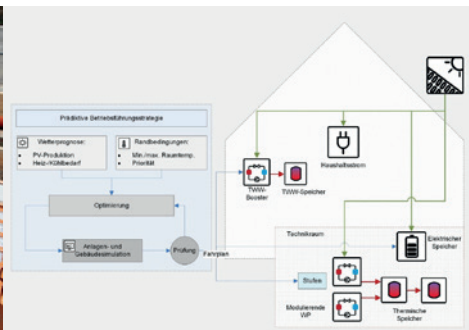 Prädiktive Betriebsführungsstrategie
Wetterprognose:
• PV-Produktion
• Heiz-/Kühlbedarf
Randbedingungen:
• Min./max. Raumtemp.
• Priorität
Optimierung
Anlagen- und
Gebäudesimulation
Prüfung
Fahrplan
TWW-
Booster
TWW-Speicher
Haushaltsstrom
Technikraum
Elektrischer
Speicher
Stufen
Modulierende
WP
Thermische
Speicher